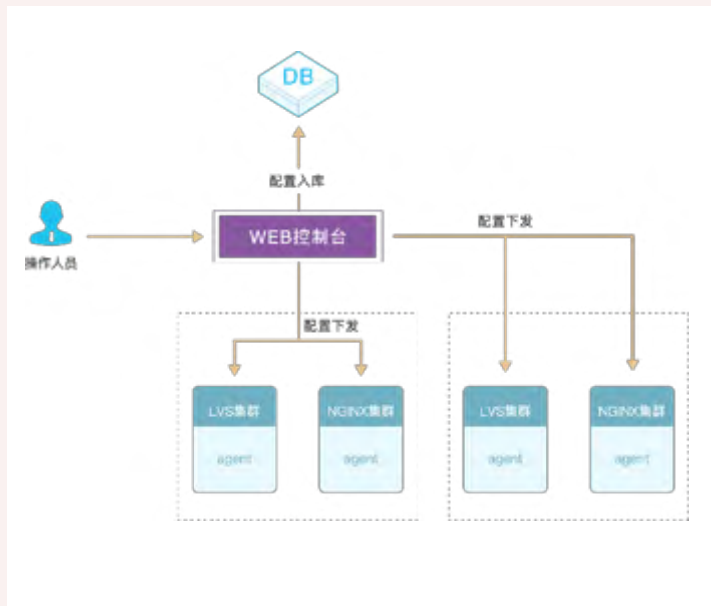 DB
配置入库
WEB控制台
配置下发
操作人员
配置下发
LVS集群
NGINX集群
LVS集群
NGINX集群
agent
agent
agent
agent